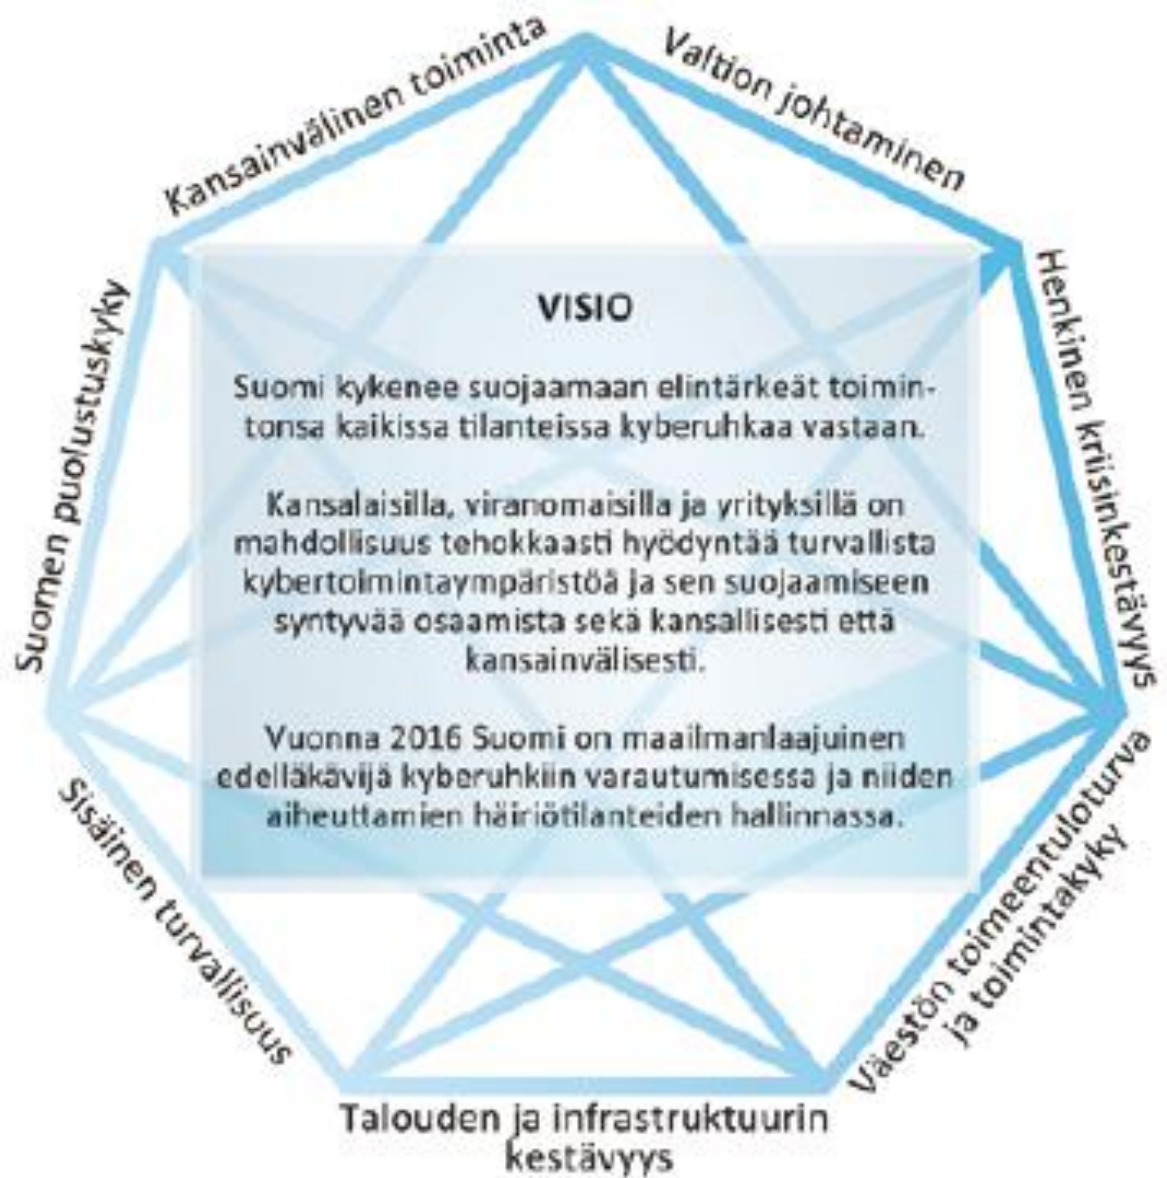 Kansainvälinen toiminta
Valtion johtaminen
Henkinen kriisinkestävyys
Väestön toimeentuloturva
ja toimintakyky
Talouden ja infrastruktuurin
kestävyys
Sisäinen turvallisuus
Suomen puolustuskyky
VISIO
Suomi kykenee suojaamaan elintärkeät toimin-
tonsa kaikissa tilanteissa kyberuhkaa vastaan.
Kansalaisilla, viranomaisilla ja yrityksillä on
mahdollisuus tehokkaasti hyödyntää turvallista
kybertoimintaympäristöä ja sen suojaamiseen
syntyvää osaamista sekä kansallisesti että
kansainvälisesti.
Vuonna 2016 Suomi on maailmanlaajuinen
edelläkävijä kyberuhkiin varautumisessa ja niiden
aiheuttamien häiriötilanteiden hallinnassa.